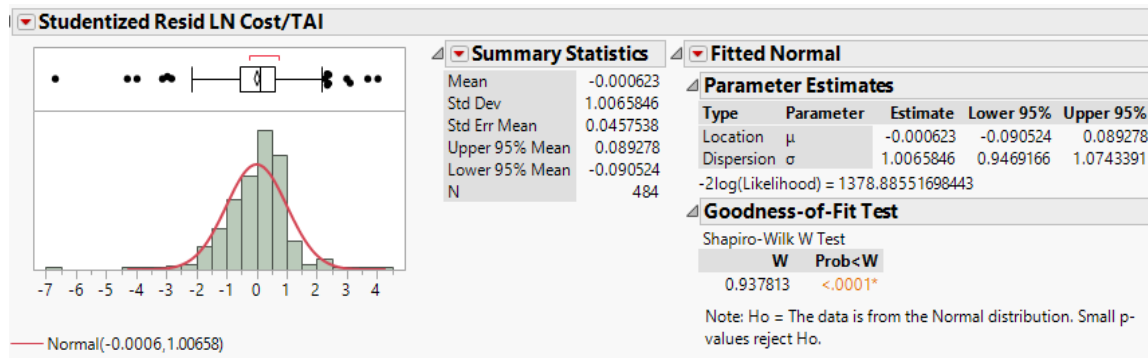 Studentized Resid LN Cost/TAI
-7 -6 -5 -4 -3 -2 -1 0 1 2 3 4
Normal(-0.0006,1.00658)
Summary Statistics
Mean -0.000623
Std Dev 1.0065846
Std Err Mean 0.0457538
Upper 95% Mean 0.089278
Lower 95% Mean -0.090524
N 484
Fitted Normal
Parameter Estimates
Type Parameter Estimate Lower 95% Upper 95%
Location μ -0.000623 -0.090524 0.089278
Dispersion σ 1.0065846 0.9469166 1.0743391
-2log(Likelihood) = 1378.88551698443
Goodness-of-Fit Test
Shapiro-Wilk W Test
W Prob<W
0.937813 <.0001*
Note: Ho = The data is from the Normal distribution. Small p-
values reject Ho.